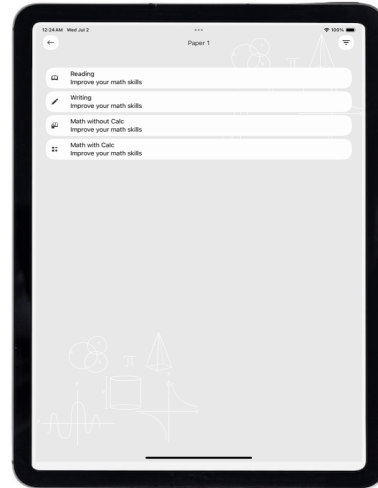 12:24 AM Wed Jul 2
100%
Paper 1
Reading
Improve your math skills
Writing
Improve your math skills
Math without Calc
Improve your math skills
Math with Calc
Improve your math skills
π
π